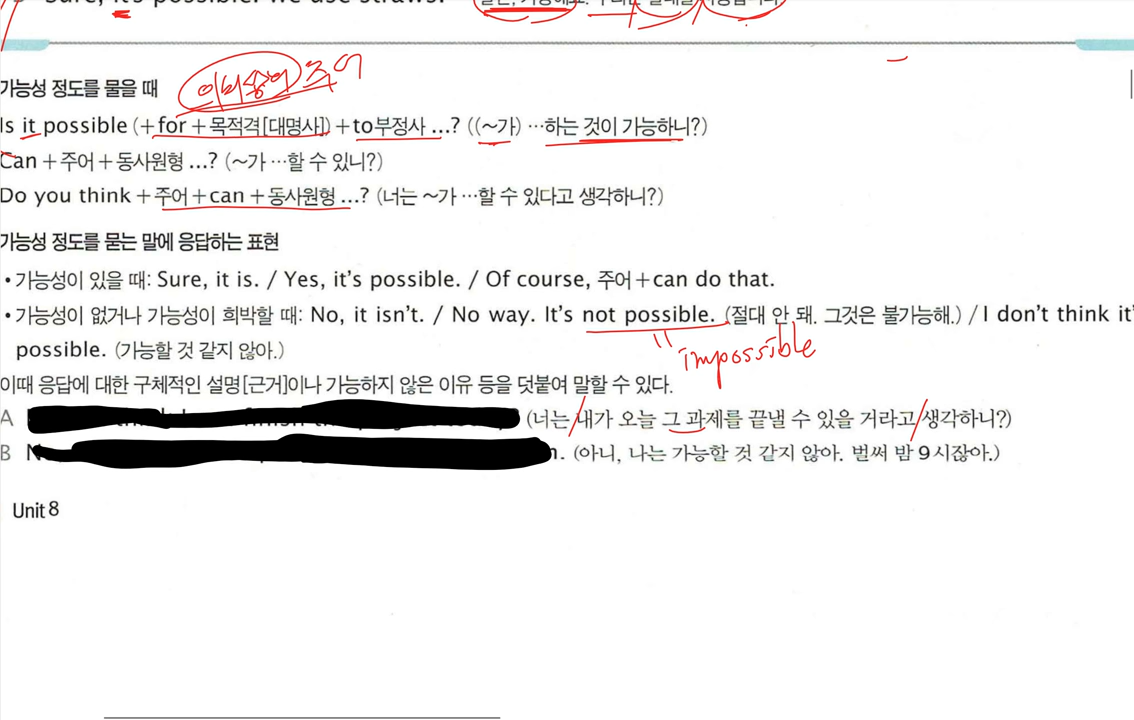 Sure, it's possible. We use straws.
이미상어 주어
가능성 정도를 물을 때
Is it possible (+for+목적격[대명사])+to부정사 …? ((~가) …하는 것이 가능하니?)
Can+주어+동사원형 …? (~가 …할 수 있니?)
Do you think+주어+can+동사원형 …? (너는 ~가 …할 수 있다고 생각하니?)
가능성 정도를 묻는 말에 응답하는 표현
• 가능성이 있을 때: Sure, it is. / Yes, it's possible. / Of course, 주어+can do that.
• 가능성이 없거나 가능성이 희박할 때: No, it isn't. / No way. It's not possible. (절대 안 돼. 그것은 불가능해.) / I don't think it'
possible. (가능할 것 같지 않아.)
impossible
이때 응답에 대한 구체적인 설명[근거]이나 가능하지 않은 이유 등을 덧붙여 말할 수 있다.
A (너는 내가 오늘 그 과제를 끝낼 수 있을 거라고 생각하니?)
B (아니, 나는 가능할 것 같지 않아. 벌써 밤 9시잖아.)
Unit 8